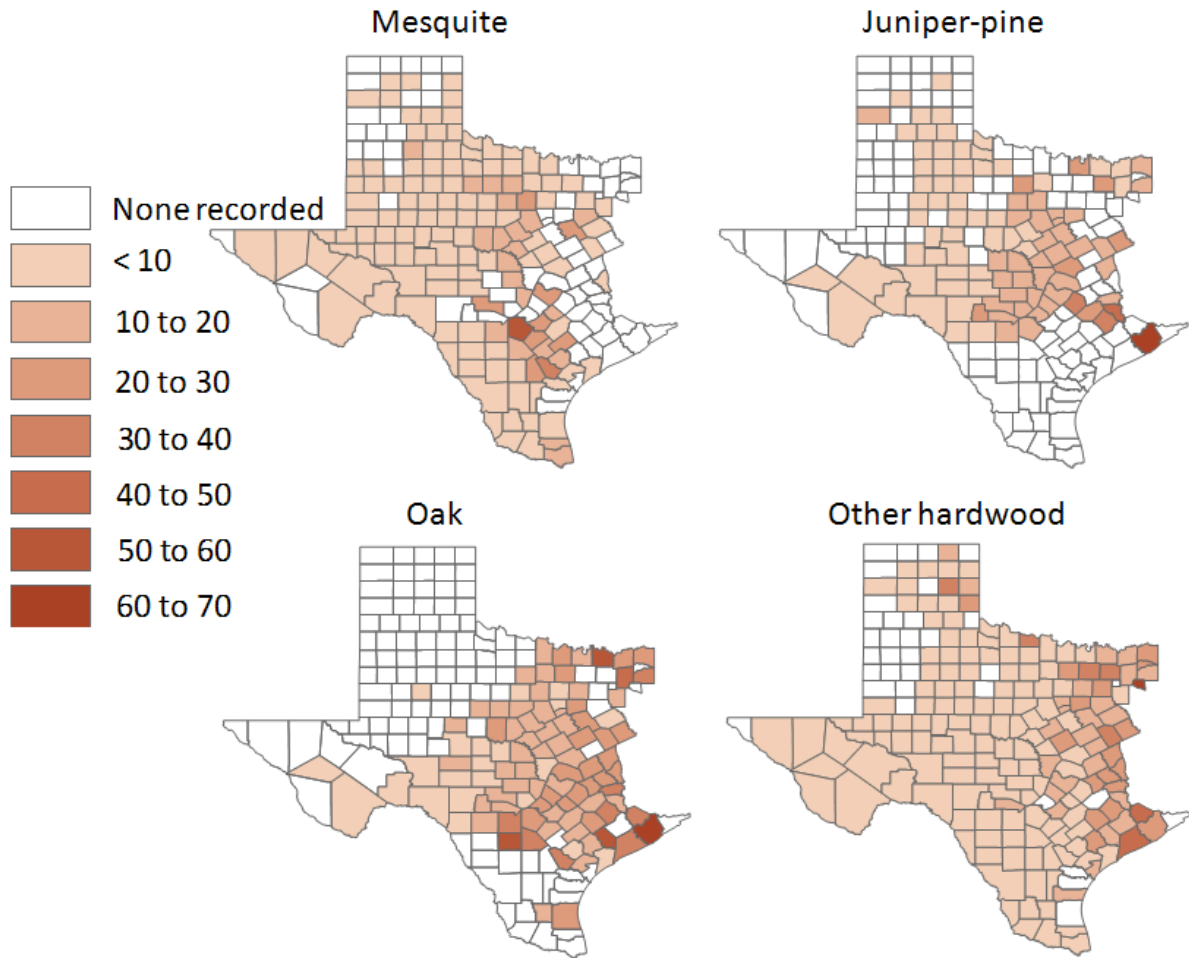 Mesquite
Juniper-pine
None recorded
< 10
10 to 20
20 to 30
30 to 40
40 to 50
50 to 60
60 to 70
Oak
Other hardwood